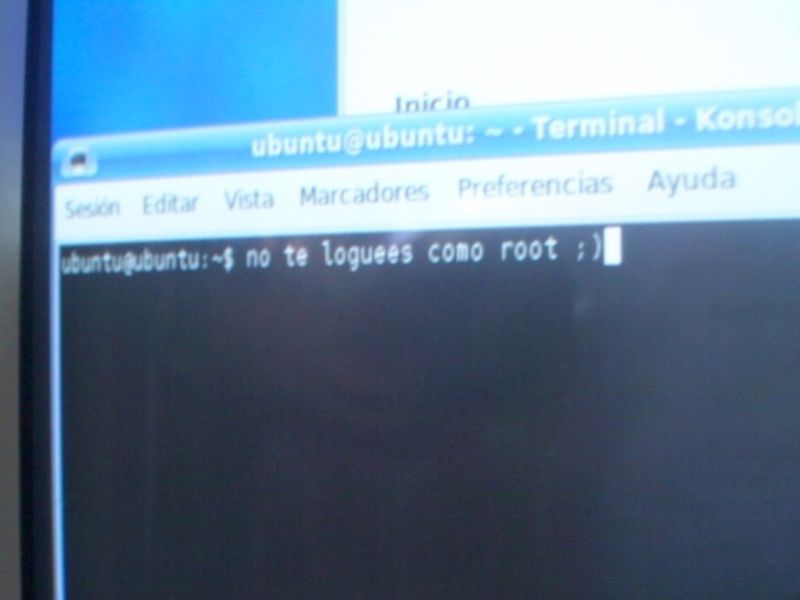 Inicio
ubuntu@ubuntu: ~ - Terminal - Konsol
Sesión Editar Vista Marcadores Preferencias Ayuda
ubuntu@ubuntu:~$ no te loguees como root ;)